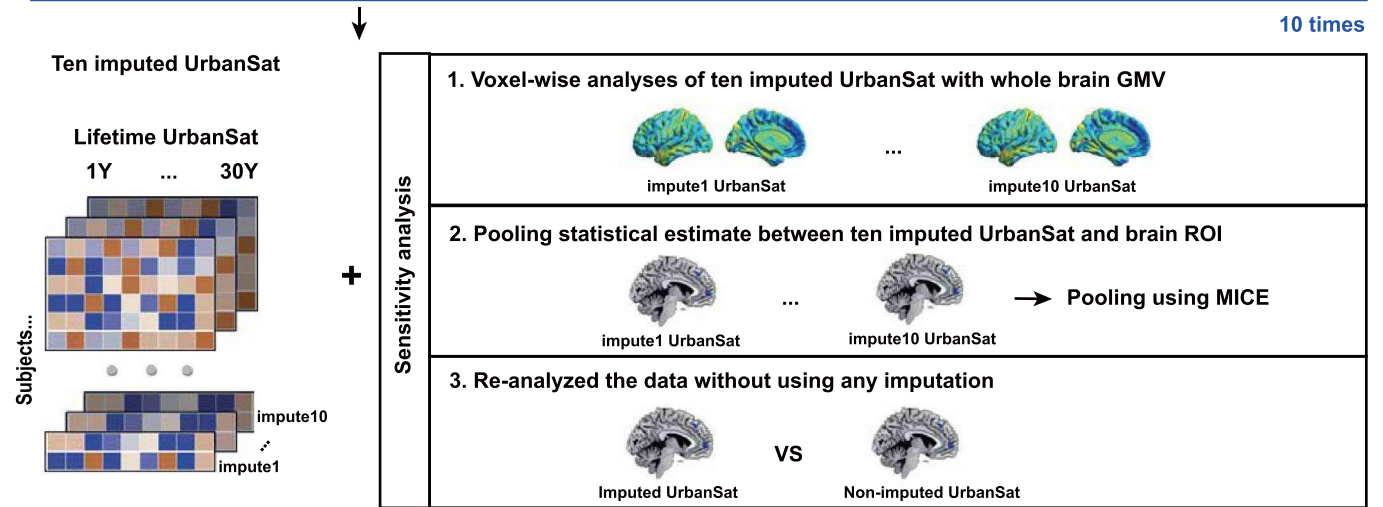 10 times
Ten imputed UrbanSat
Lifetime UrbanSat
1Y ... 30Y
Subjects...
impute10
...
impute1
+
Sensitivity analysis
1. Voxel-wise analyses of ten imputed UrbanSat with whole brain GMV
...
impute1 UrbanSat
impute10 UrbanSat
2. Pooling statistical estimate between ten imputed UrbanSat and brain ROI
...
Pooling using MICE
impute1 UrbanSat
impute10 UrbanSat
3. Re-analyzed the data without using any imputation
VS
Imputed UrbanSat
Non-imputed UrbanSat